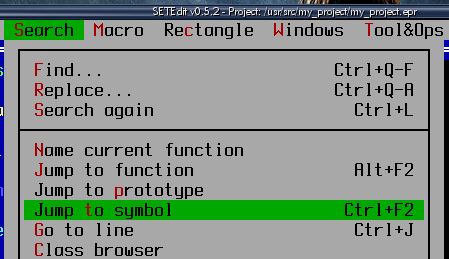 SETEdit v0.5.2 - Project: /usr/src/my_project/my_project.epr
Search Macro Rectangle Windows Tool&Ops
Find... Ctrl+Q-F
Replace... Ctrl+Q-A
Search again Ctrl+L
Name current function
Jump to function Alt+F2
Jump to prototype
Jump to symbol Ctrl+F2
Go to line Ctrl+J
Class browser